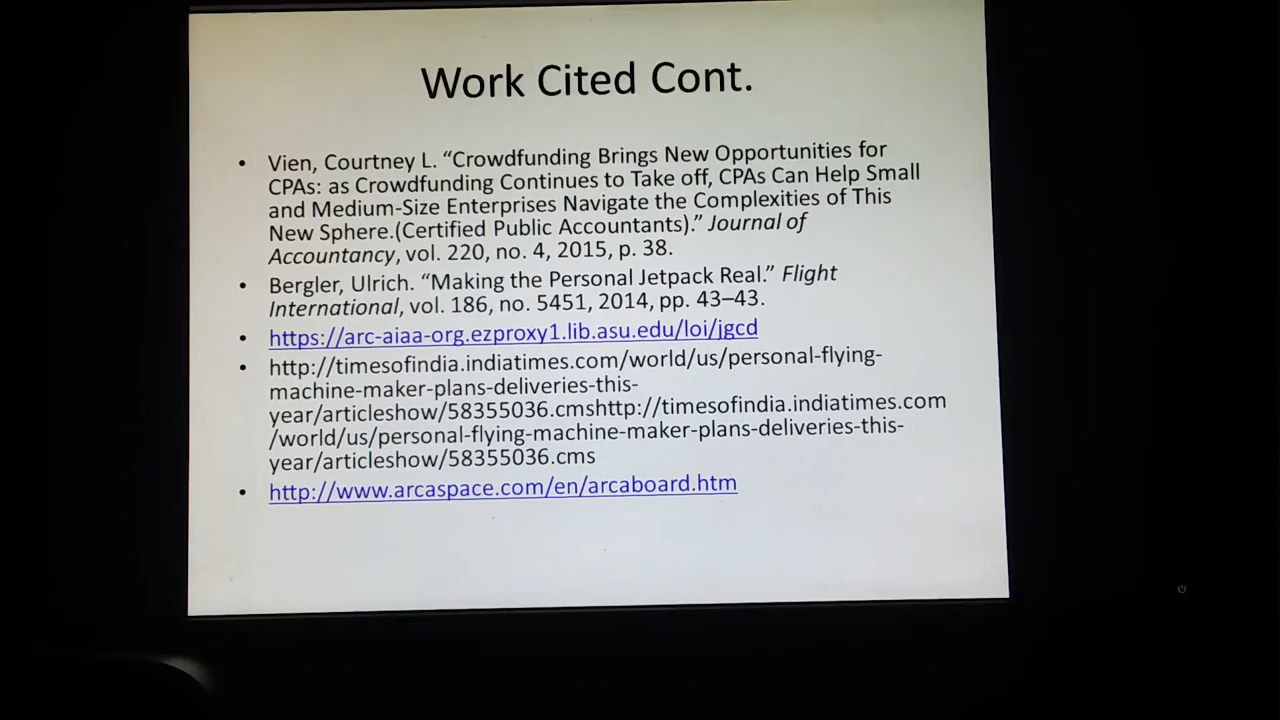 Work Cited Cont.
• Vien, Courtney L. “Crowdfunding Brings New Opportunities for
CPAs: as Crowdfunding Continues to Take off, CPAs Can Help Small
and Medium-Size Enterprises Navigate the Complexities of This
New Sphere.(Certified Public Accountants).” Journal of
Accountancy, vol. 220, no. 4, 2015, p. 38.
• Bergler, Ulrich. “Making the Personal Jetpack Real.” Flight
International, vol. 186, no. 5451, 2014, pp. 43–43.
• https://arc-aiaa-org.ezproxy1.lib.asu.edu/loi/jgcd
• http://timesofindia.indiatimes.com/world/us/personal-flying-
machine-maker-plans-deliveries-this-
year/articleshow/58355036.cmshttp://timesofindia.indiatimes.com
/world/us/personal-flying-machine-maker-plans-deliveries-this-
year/articleshow/58355036.cms
• http://www.arcaspace.com/en/arcaboard.htm